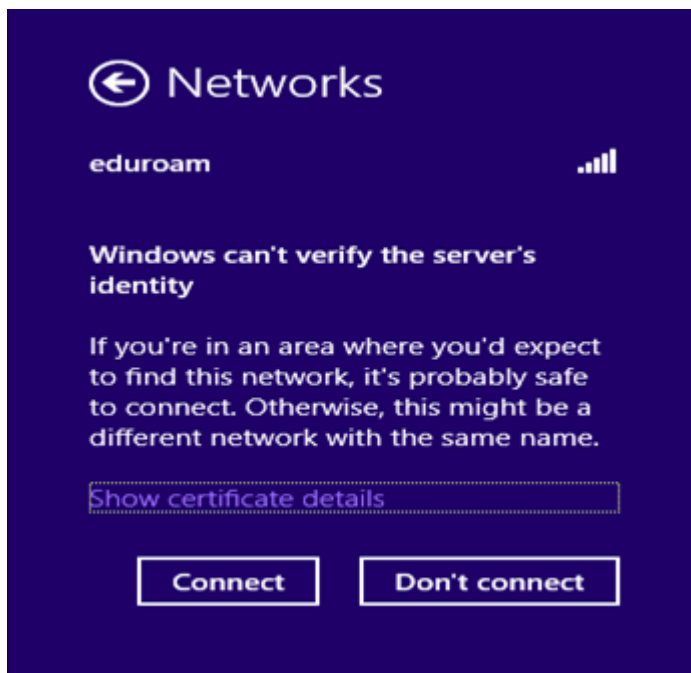 Networks
eduroam
Windows can't verify the server's
identity
If you're in an area where you'd expect
to find this network, it's probably safe
to connect. Otherwise, this might be a
different network with the same name.
Show certificate details
Connect Don't connect